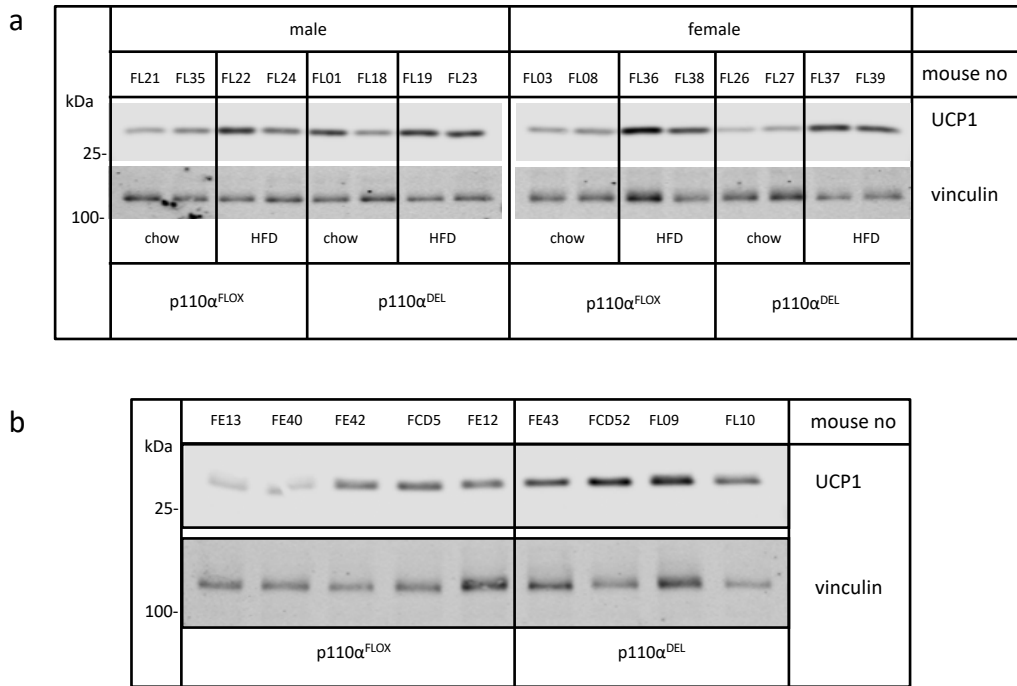 a
male female
FL21 FL35 FL22 FL24 FL01 FL18 FL19 FL23 FL03 FL08 FL36 FL38 FL26 FL27 FL37 FL39 mouse no
kDa
UCP1
25-
vinculin
100-
chow HFD chow HFD chow HFD chow HFD
p110α^FLOX p110α^DEL p110α^FLOX p110α^DEL
b
FE13 FE40 FE42 FCD5 FE12 FE43 FCD52 FL09 FL10 mouse no
kDa
UCP1
25-
vinculin
100-
p110α^FLOX p110α^DEL